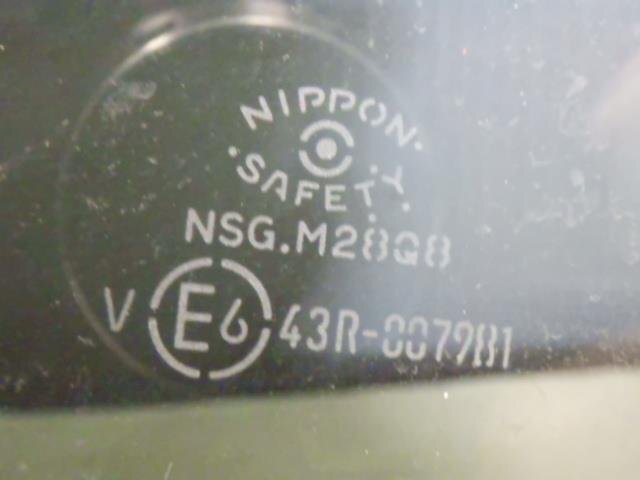 NIPPON
SAFETY
NSG.M28Q8
V E6 43R-007981